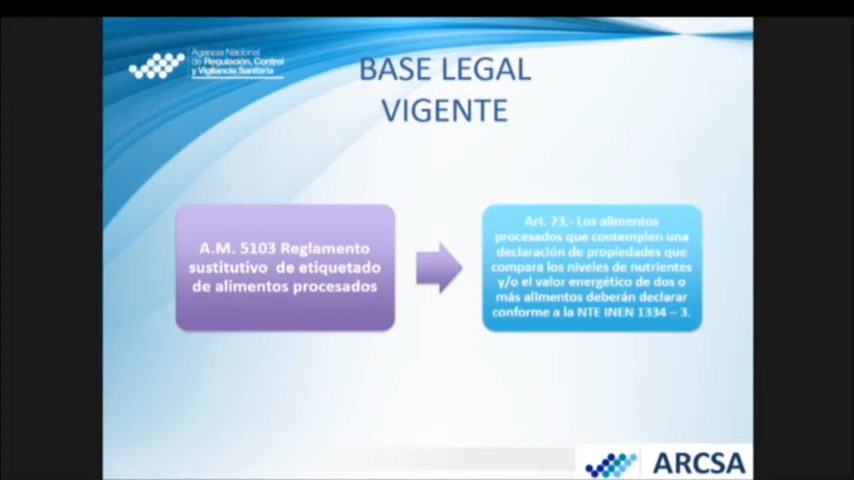 Agencia Nacional
de Regulación, Control
y Vigilancia Sanitaria
BASE LEGAL
VIGENTE
A.M. 5103 Reglamento
sustitutivo de etiquetado
de alimentos procesados
Art. 23.- Los alimentos
procesados que contemplen una
declaración de propiedades que
compara los niveles de nutrientes
y/o el valor energético de dos o
más alimentos deberán declarar
conforme a la NTE INEN 1334 – 3.
ARCSA